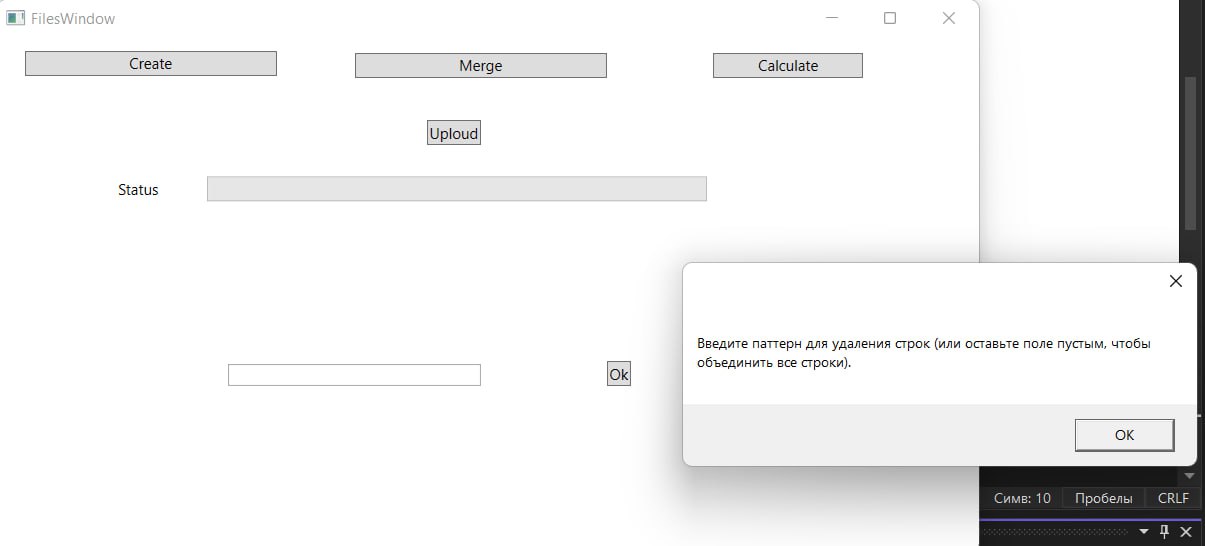 FilesWindow
Create
Merge
Calculate
Uploud
Status
Введите паттерн для удаления строк (или оставьте поле пустым, чтобы
объединить все строки).
Ok
OK
Симв: 10
Пробелы
CRLF